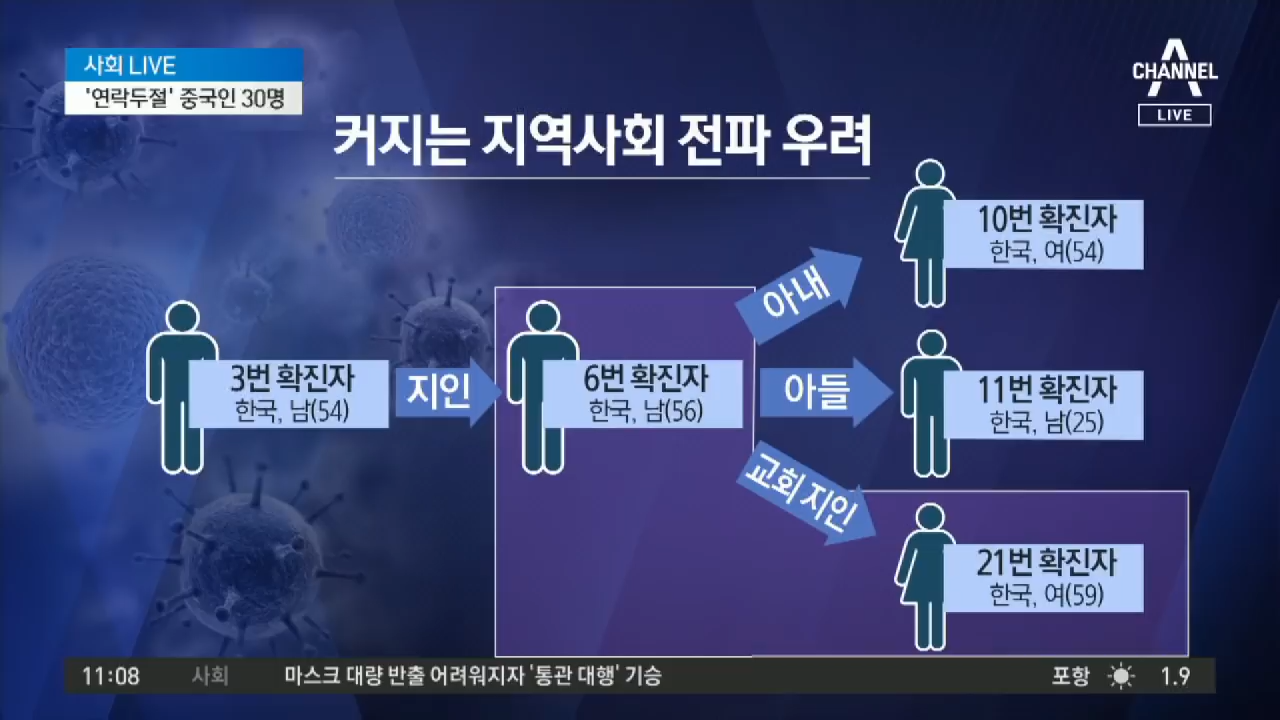 사회 LIVE
'연락두절' 중국인 30명
CHANNEL A
LIVE
커지는 지역사회 전파 우려
3번 확진자
한국, 남(54)
지인
6번 확진자
한국, 남(56)
아내
10번 확진자
한국, 여(54)
아들
11번 확진자
한국, 남(25)
교회 지인
21번 확진자
한국, 여(59)
11:08 사회 마스크 대량 반출 어려워지자 '통관 대행' 기승 포항 1.9